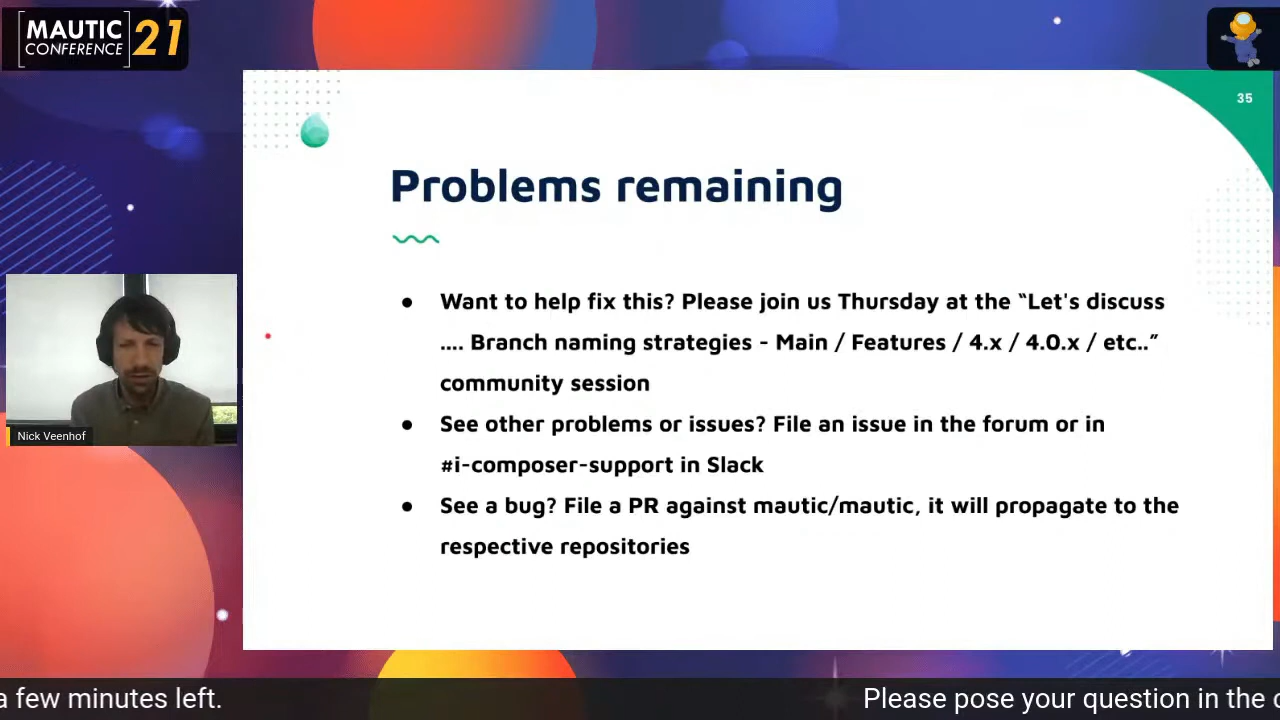 MAUTIC
CONFERENCE
21
35
Problems remaining
● Want to help fix this? Please join us Thursday at the “Let's discuss
.... Branch naming strategies - Main / Features / 4.x / 4.0.x / etc..”
community session
● See other problems or issues? File an issue in the forum or in
#i-composer-support in Slack
● See a bug? File a PR against mautic/mautic, it will propagate to the
respective repositories
Nick Veenhof
a few minutes left.
Please pose your question in the